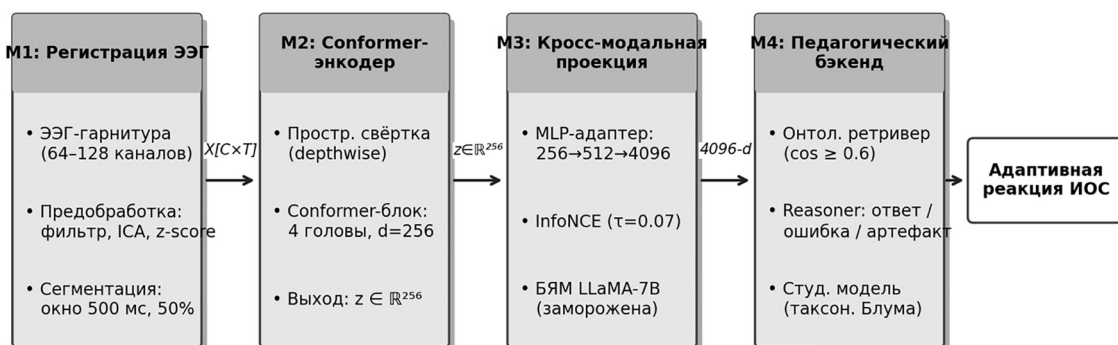 M1: Регистрация ЭЭГ
• ЭЭГ-гарнитура
(64–128 каналов)
• Предобработка:
фильтр, ICA, z-score
• Сегментация:
окно 500 мс, 50%
X[C×T]
M2: Conformer-
энкодер
• Простр. свёртка
(depthwise)
• Conformer-блок:
4 головы, d=256
• Выход: z ∈ ℝ²⁵⁶
z∈ℝ²⁵⁶
M3: Кросс-модальная
проекция
• MLP-адаптер:
256→512→4096
• InfoNCE (τ=0.07)
• БЯМ LLaMA-7B
(заморожена)
4096-d
M4: Педагогический
бэкенд
• Онтол. ретривер
(cos ≥ 0.6)
• Reasoner: ответ /
ошибка / артефакт
• Студ. модель
(таксон. Блума)
Адаптивная
реакция ИОС